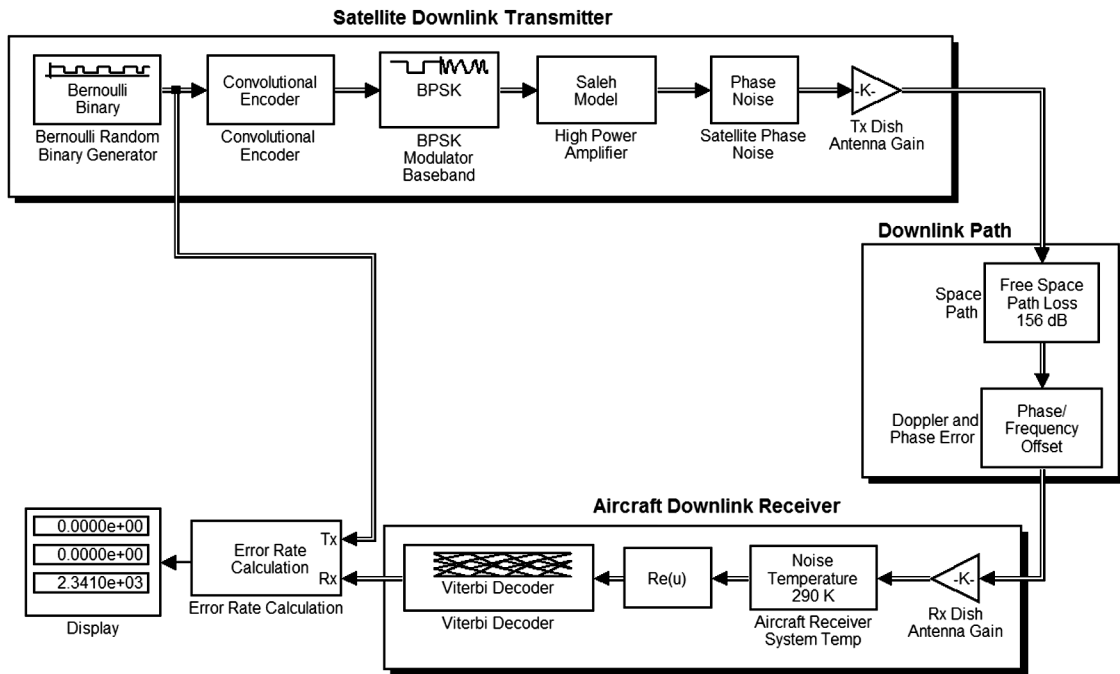 Satellite Downlink Transmitter
Bernoulli
Binary
Bernoulli Random
Binary Generator
Convolutional
Encoder
Convolutional
Encoder
BPSK
BPSK
Modulator
Baseband
Saleh
Model
High Power
Amplifier
Phase
Noise
Satellite Phase
Noise
-K-
Tx Dish
Antenna Gain
Downlink Path
Space
Path
Free Space
Path Loss
156 dB
Doppler and
Phase Error
Phase/
Frequency
Offset
Aircraft Downlink Receiver
0.0000e+00
0.0000e+00
2.3410e+03
Display
Error Rate
Calculation
Tx
Rx
Error Rate Calculation
Viterbi Decoder
Viterbi Decoder
Re(u)
Noise
Temperature
290 K
Aircraft Receiver
System Temp
-K-
Rx Dish
Antenna Gain